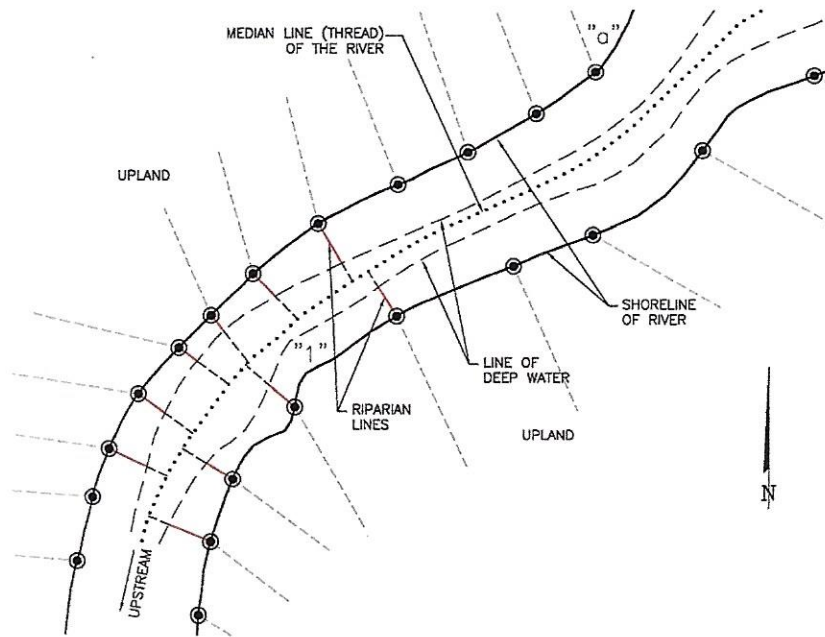 MEDIAN LINE (THREAD)
OF THE RIVER
"a"
UPLAND
SHORELINE
OF RIVER
"1"
LINE OF
DEEP WATER
RIPARIAN
LINES
UPLAND
N
UPSTREAM